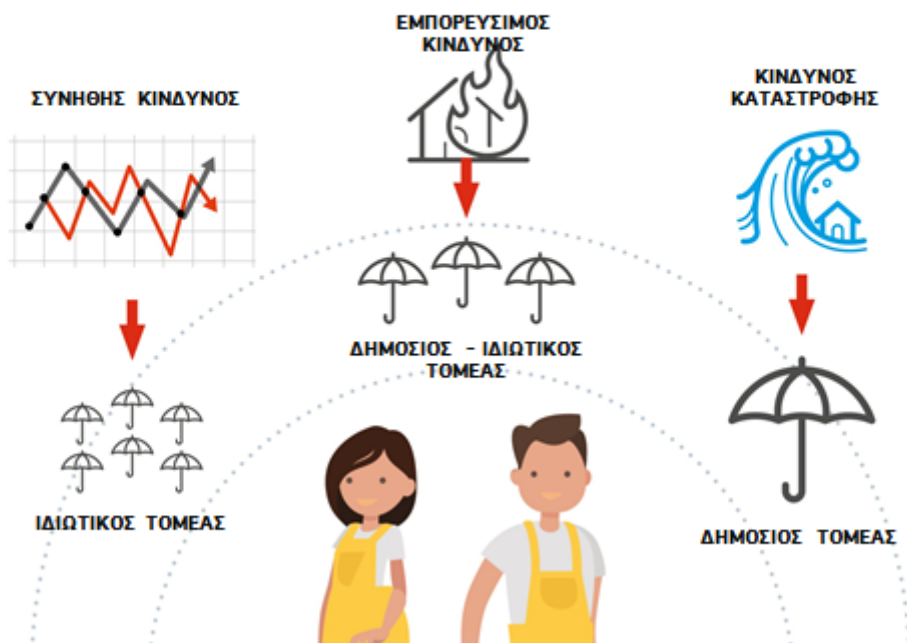 ΕΜΠΟΡΕΥΣΙΜΟΣ
ΚΙΝΔΥΝΟΣ
ΣΥΝΗΘΗΣ ΚΙΝΔΥΝΟΣ
ΚΙΝΔΥΝΟΣ
ΚΑΤΑΣΤΡΟΦΗΣ
ΔΗΜΟΣΙΟΣ - ΙΔΙΩΤΙΚΟΣ
ΤΟΜΕΑΣ
ΙΔΙΩΤΙΚΟΣ ΤΟΜΕΑΣ
ΔΗΜΟΣΙΟΣ ΤΟΜΕΑΣ